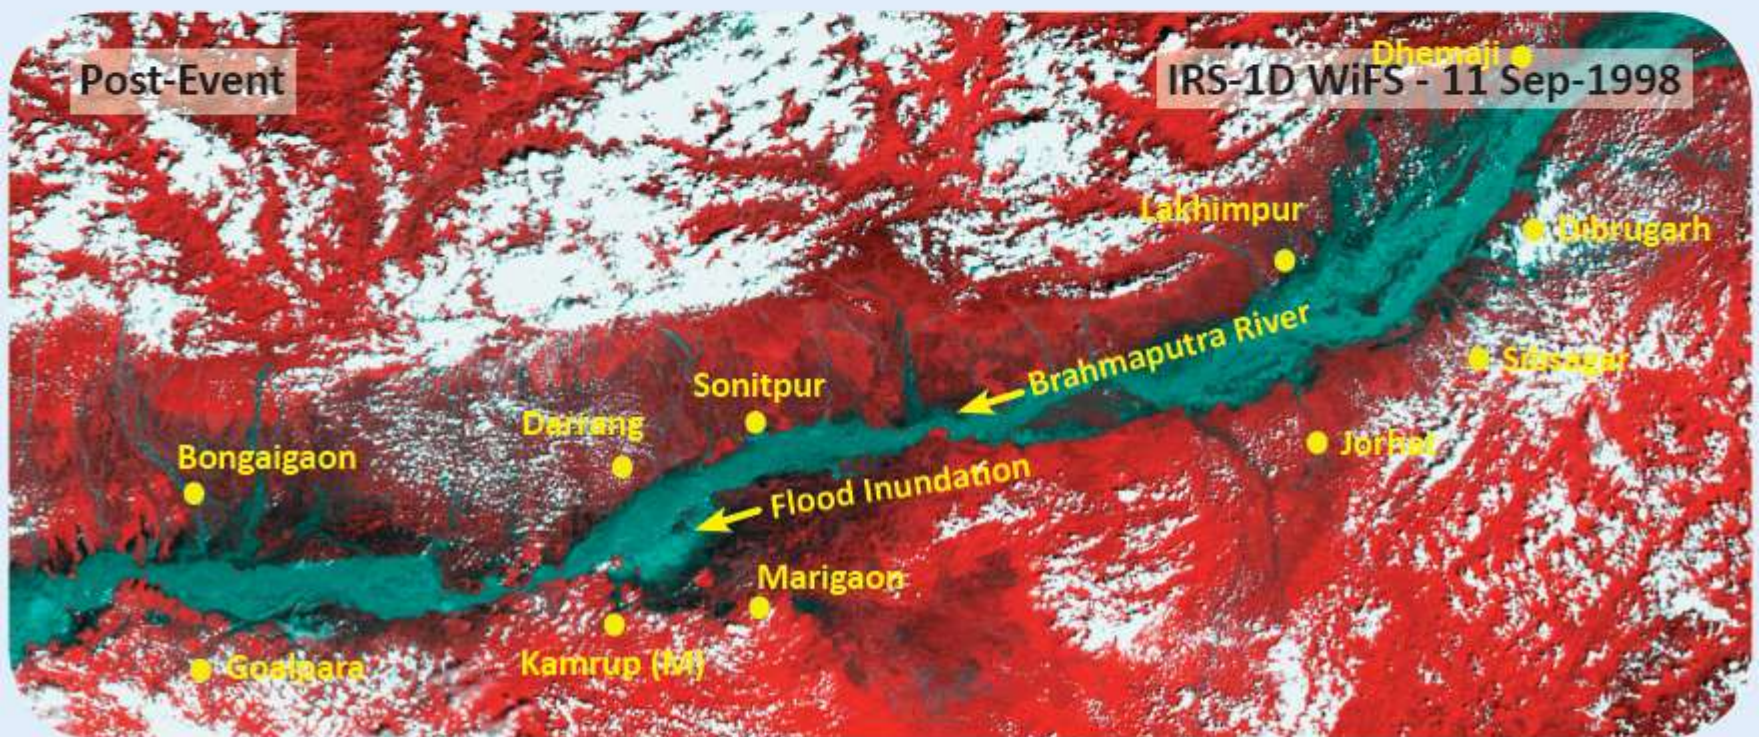 Post-Event
Dhemaji
IRS-1D WiFS - 11 Sep-1998
Lakhimpur
Dibrugarh
Brahmaputra River
Sibsagar
Sonitpur
Darrang
Jorhat
Bongaigaon
Flood Inundation
Marigaon
Kamrup (M)
Goalpara